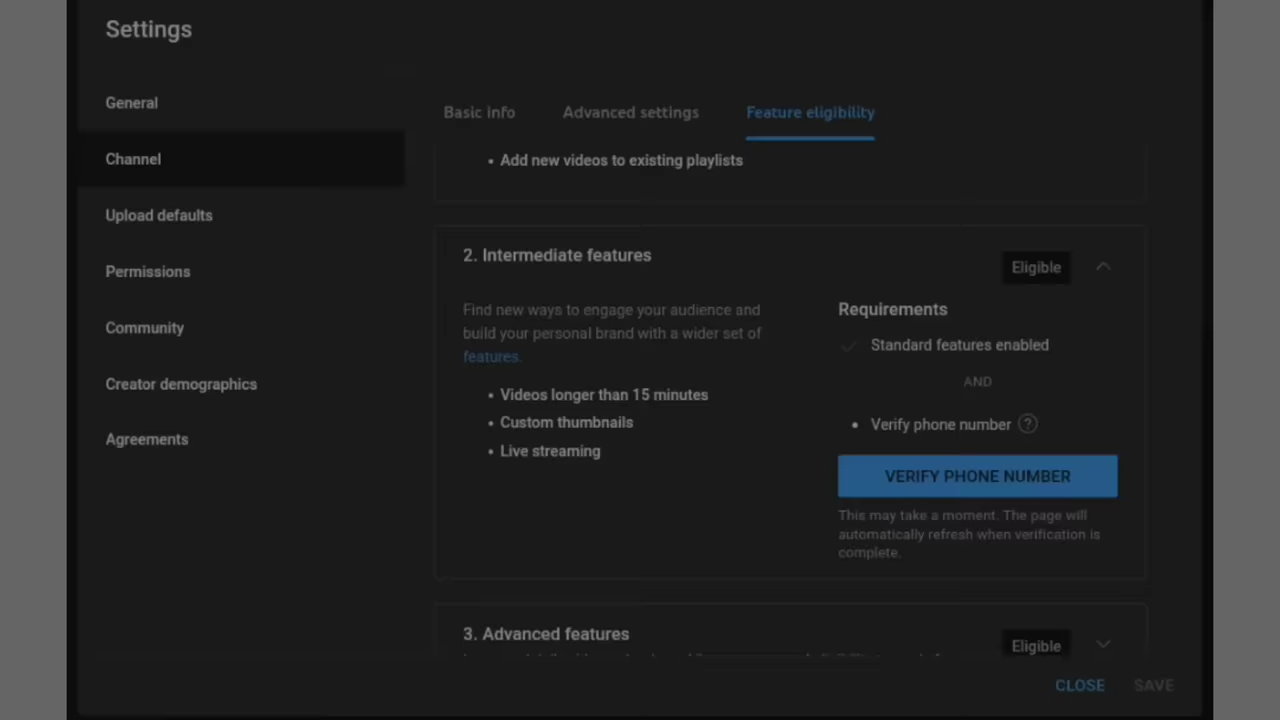 Settings
General
Channel
Upload defaults
Permissions
Community
Creator demographics
Agreements
Basic info
Advanced settings
Feature eligibility
• Add new videos to existing playlists
2. Intermediate features
Eligible
Find new ways to engage your audience and
build your personal brand with a wider set of
features.
• Videos longer than 15 minutes
• Custom thumbnails
• Live streaming
Requirements
Standard features enabled
AND
• Verify phone number ?
VERIFY PHONE NUMBER
This may take a moment. The page will
automatically refresh when verification is
complete.
3. Advanced features
Eligible
CLOSE
SAVE